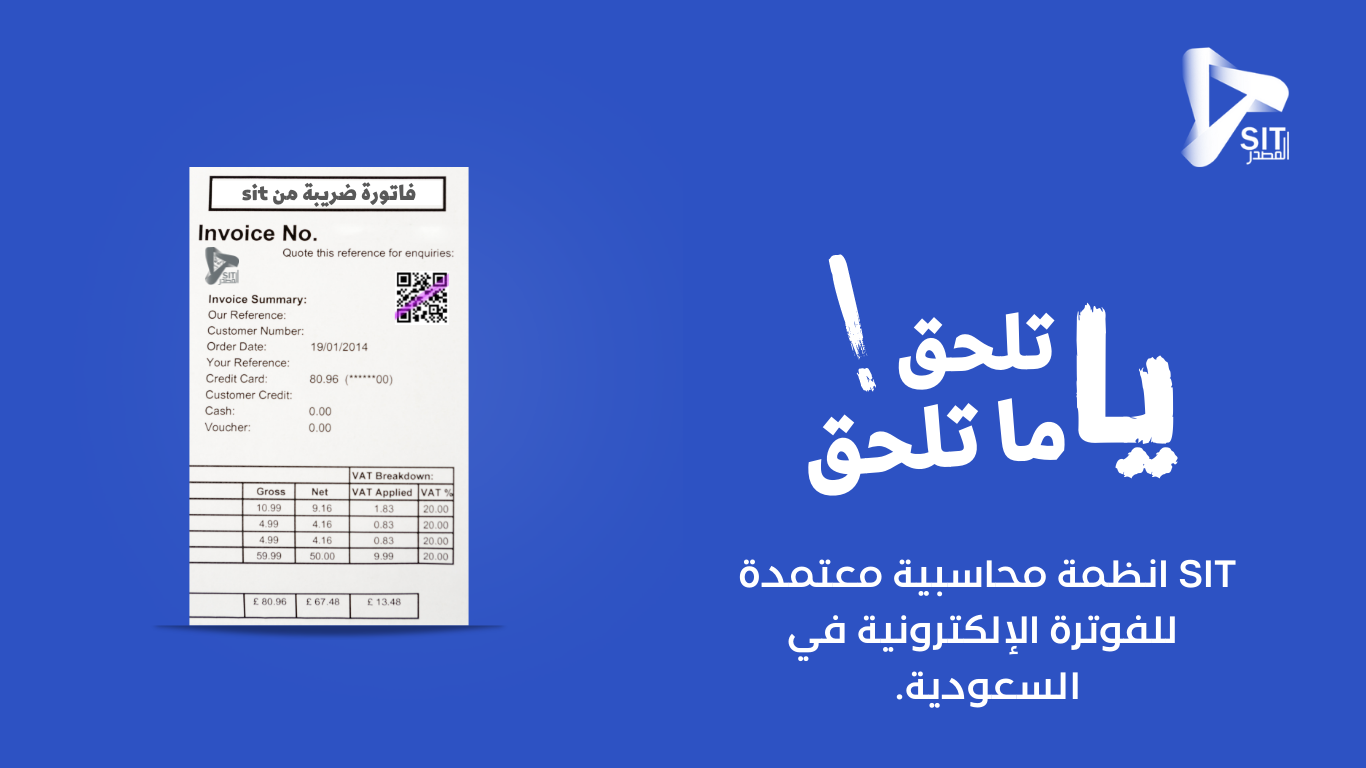 SIT
المصدر
يا تلحق !
ما تلحق
SIT انظمة محاسبية معتمدة
للفوترة الإلكترونية في
السعودية.
فاتورة ضريبة من sit
Invoice No.
Quote this reference for enquiries:
SIT
المصدر
Invoice Summary:
Our Reference:
Customer Number:
Order Date: 19/01/2014
Your Reference:
Credit Card: 80.96 (******00)
Customer Credit:
Cash: 0.00
Voucher: 0.00
VAT Breakdown:
Gross Net VAT Applied VAT %
10.99 9.16 1.83 20.00
4.99 4.16 0.83 20.00
4.99 4.16 0.83 20.00
59.99 50.00 9.99 20.00
£ 80.96 £ 67.48 £ 13.48